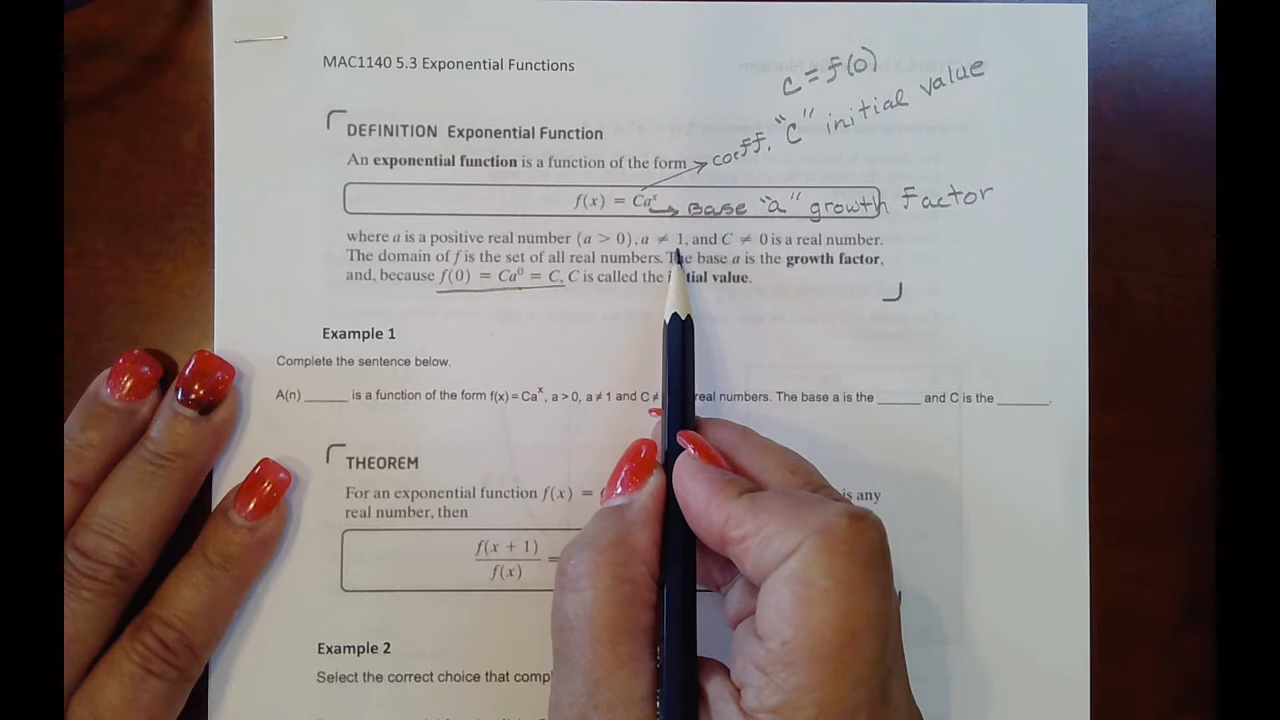 MAC1140 5.3 Exponential Functions
C = f(0)
DEFINITION Exponential Function
coeff. "C" initial value
An exponential function is a function of the form
f(x) = Caˣ
Base "a" growth Factor
where a is a positive real number (a > 0), a ≠ 1, and C ≠ 0 is a real number.
The domain of f is the set of all real numbers. The base a is the growth factor,
and, because f(0) = Ca⁰ = C, C is called the initial value.
Example 1
Complete the sentence below.
A(n) ______ is a function of the form f(x) = Caˣ, a > 0, a ≠ 1 and C ≠ real numbers. The base a is the ______ and C is the ______.
THEOREM
For an exponential function f(x) = is any
real number, then
f(x + 1)
/ f(x) =
Example 2
Select the correct choice that